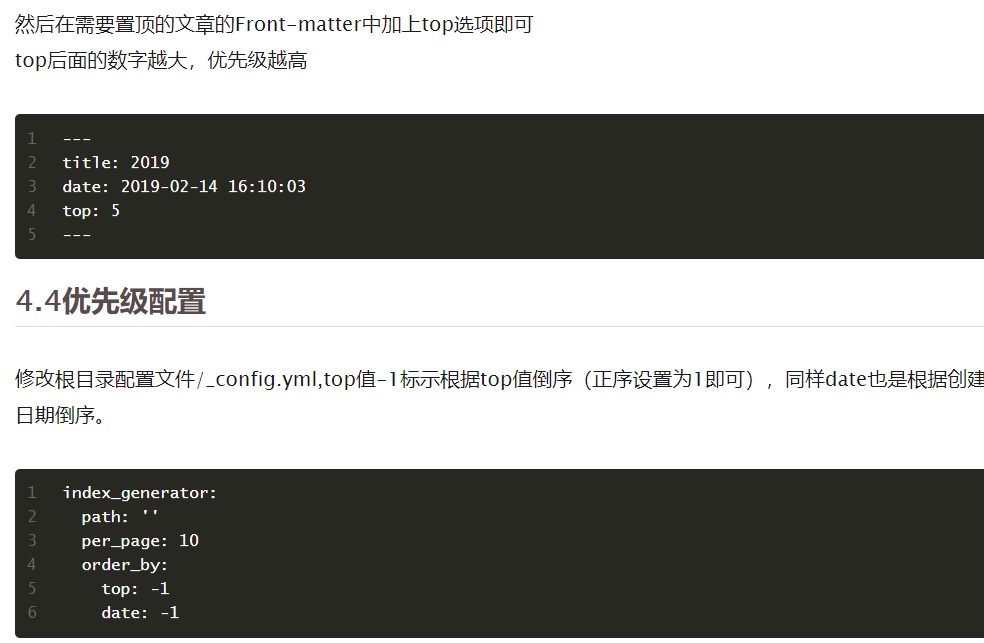 然后在需要置顶的文章的Front-matter中加上top选项即可
top后面的数字越大，优先级越高
1 ---
2 title: 2019
3 date: 2019-02-14 16:10:03
4 top: 5
5 ---
4.4优先级配置
修改根目录配置文件/_config.yml,top值-1标示根据top值倒序（正序设置为1即可），同样date也是根据创建
日期倒序。
1 index_generator:
2   path: ''
3   per_page: 10
4   order_by:
5     top: -1
6     date: -1